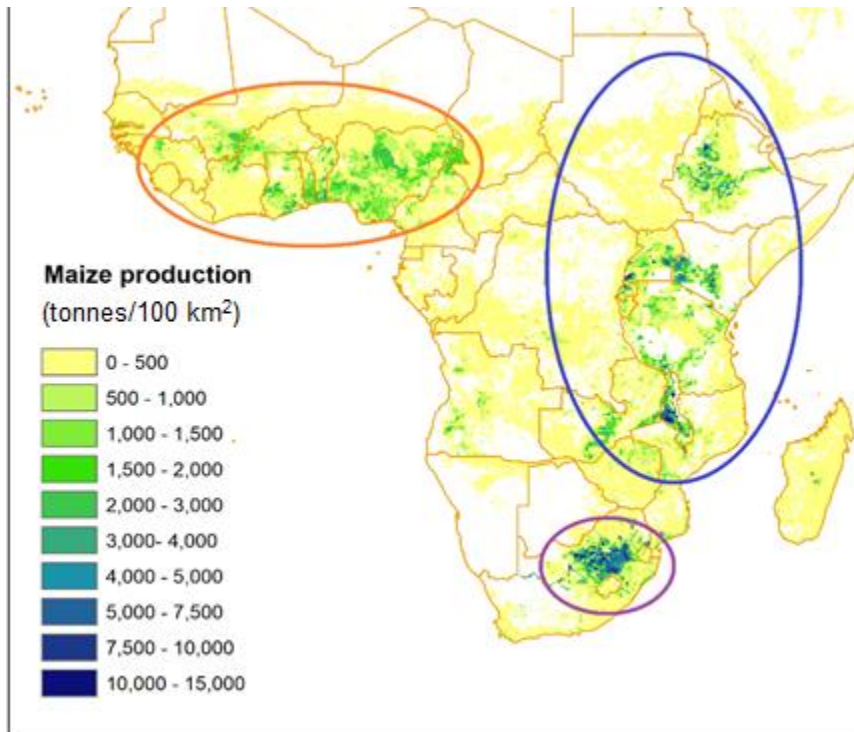 Maize production
(tonnes/100 km²)
0 - 500
500 - 1,000
1,000 - 1,500
1,500 - 2,000
2,000 - 3,000
3,000- 4,000
4,000 - 5,000
5,000 - 7,500
7,500 - 10,000
10,000 - 15,000